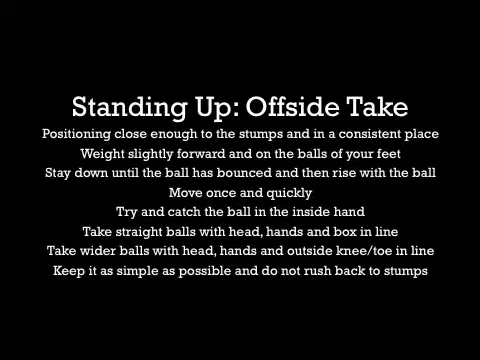 Standing Up: Offside Take
Positioning close enough to the stumps and in a consistent place
Weight slightly forward and on the balls of your feet
Stay down until the ball has bounced and then rise with the ball
Move once and quickly
Try and catch the ball in the inside hand
Take straight balls with head, hands and box in line
Take wider balls with head, hands and outside knee/toe in line
Keep it as simple as possible and do not rush back to stumps